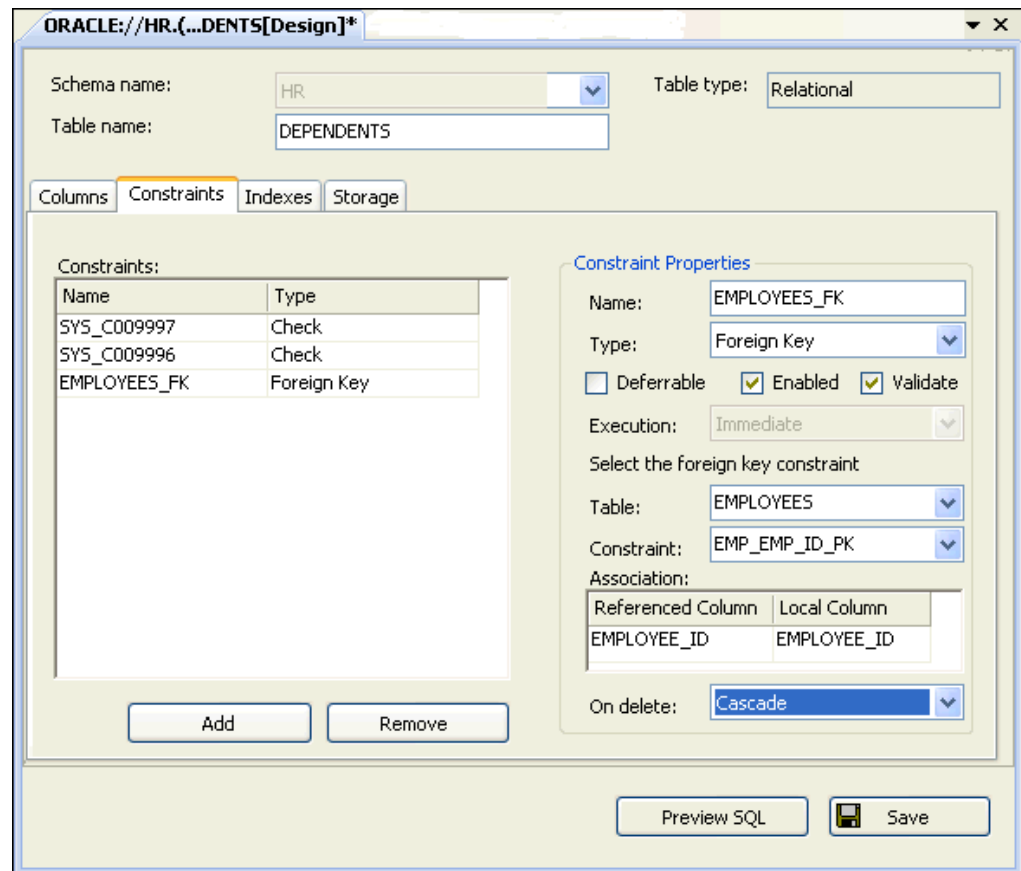 ORACLE://HR.(...DENTS[Design]*
Schema name: HR Table type: Relational
Table name: DEPENDENTS
Columns Constraints Indexes Storage
Constraints:
Name Type
SYS_C009997 Check
SYS_C009996 Check
EMPLOYEES_FK Foreign Key
Add Remove
Constraint Properties
Name: EMPLOYEES_FK
Type: Foreign Key
Deferrable Enabled Validate
Execution: Immediate
Select the foreign key constraint
Table: EMPLOYEES
Constraint: EMP_EMP_ID_PK
Association:
Referenced Column Local Column
EMPLOYEE_ID EMPLOYEE_ID
On delete: Cascade
Preview SQL Save